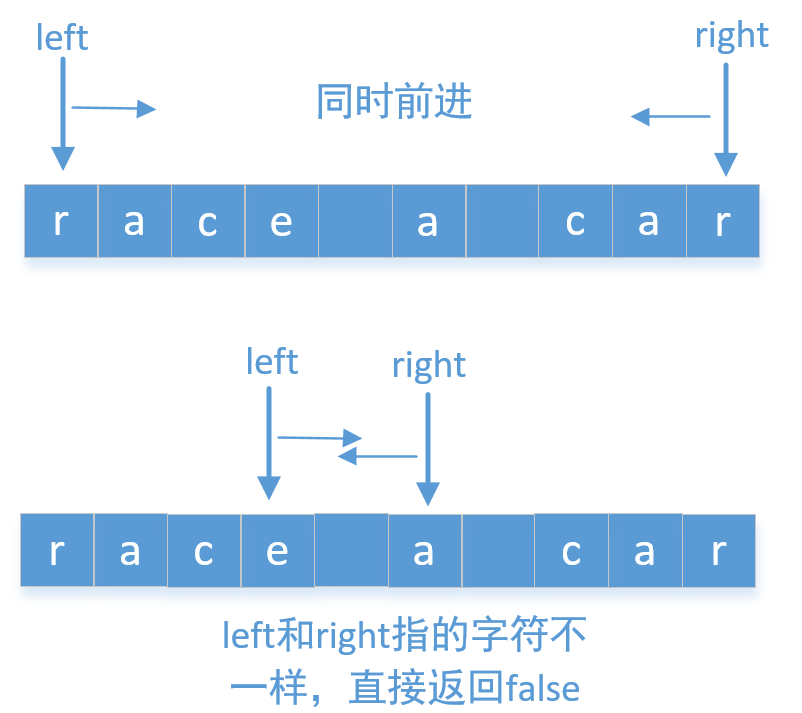 left right
同时前进
r a c e a c a r
left right
r a c e a c a r
left和right指的字符不
一样，直接返回false